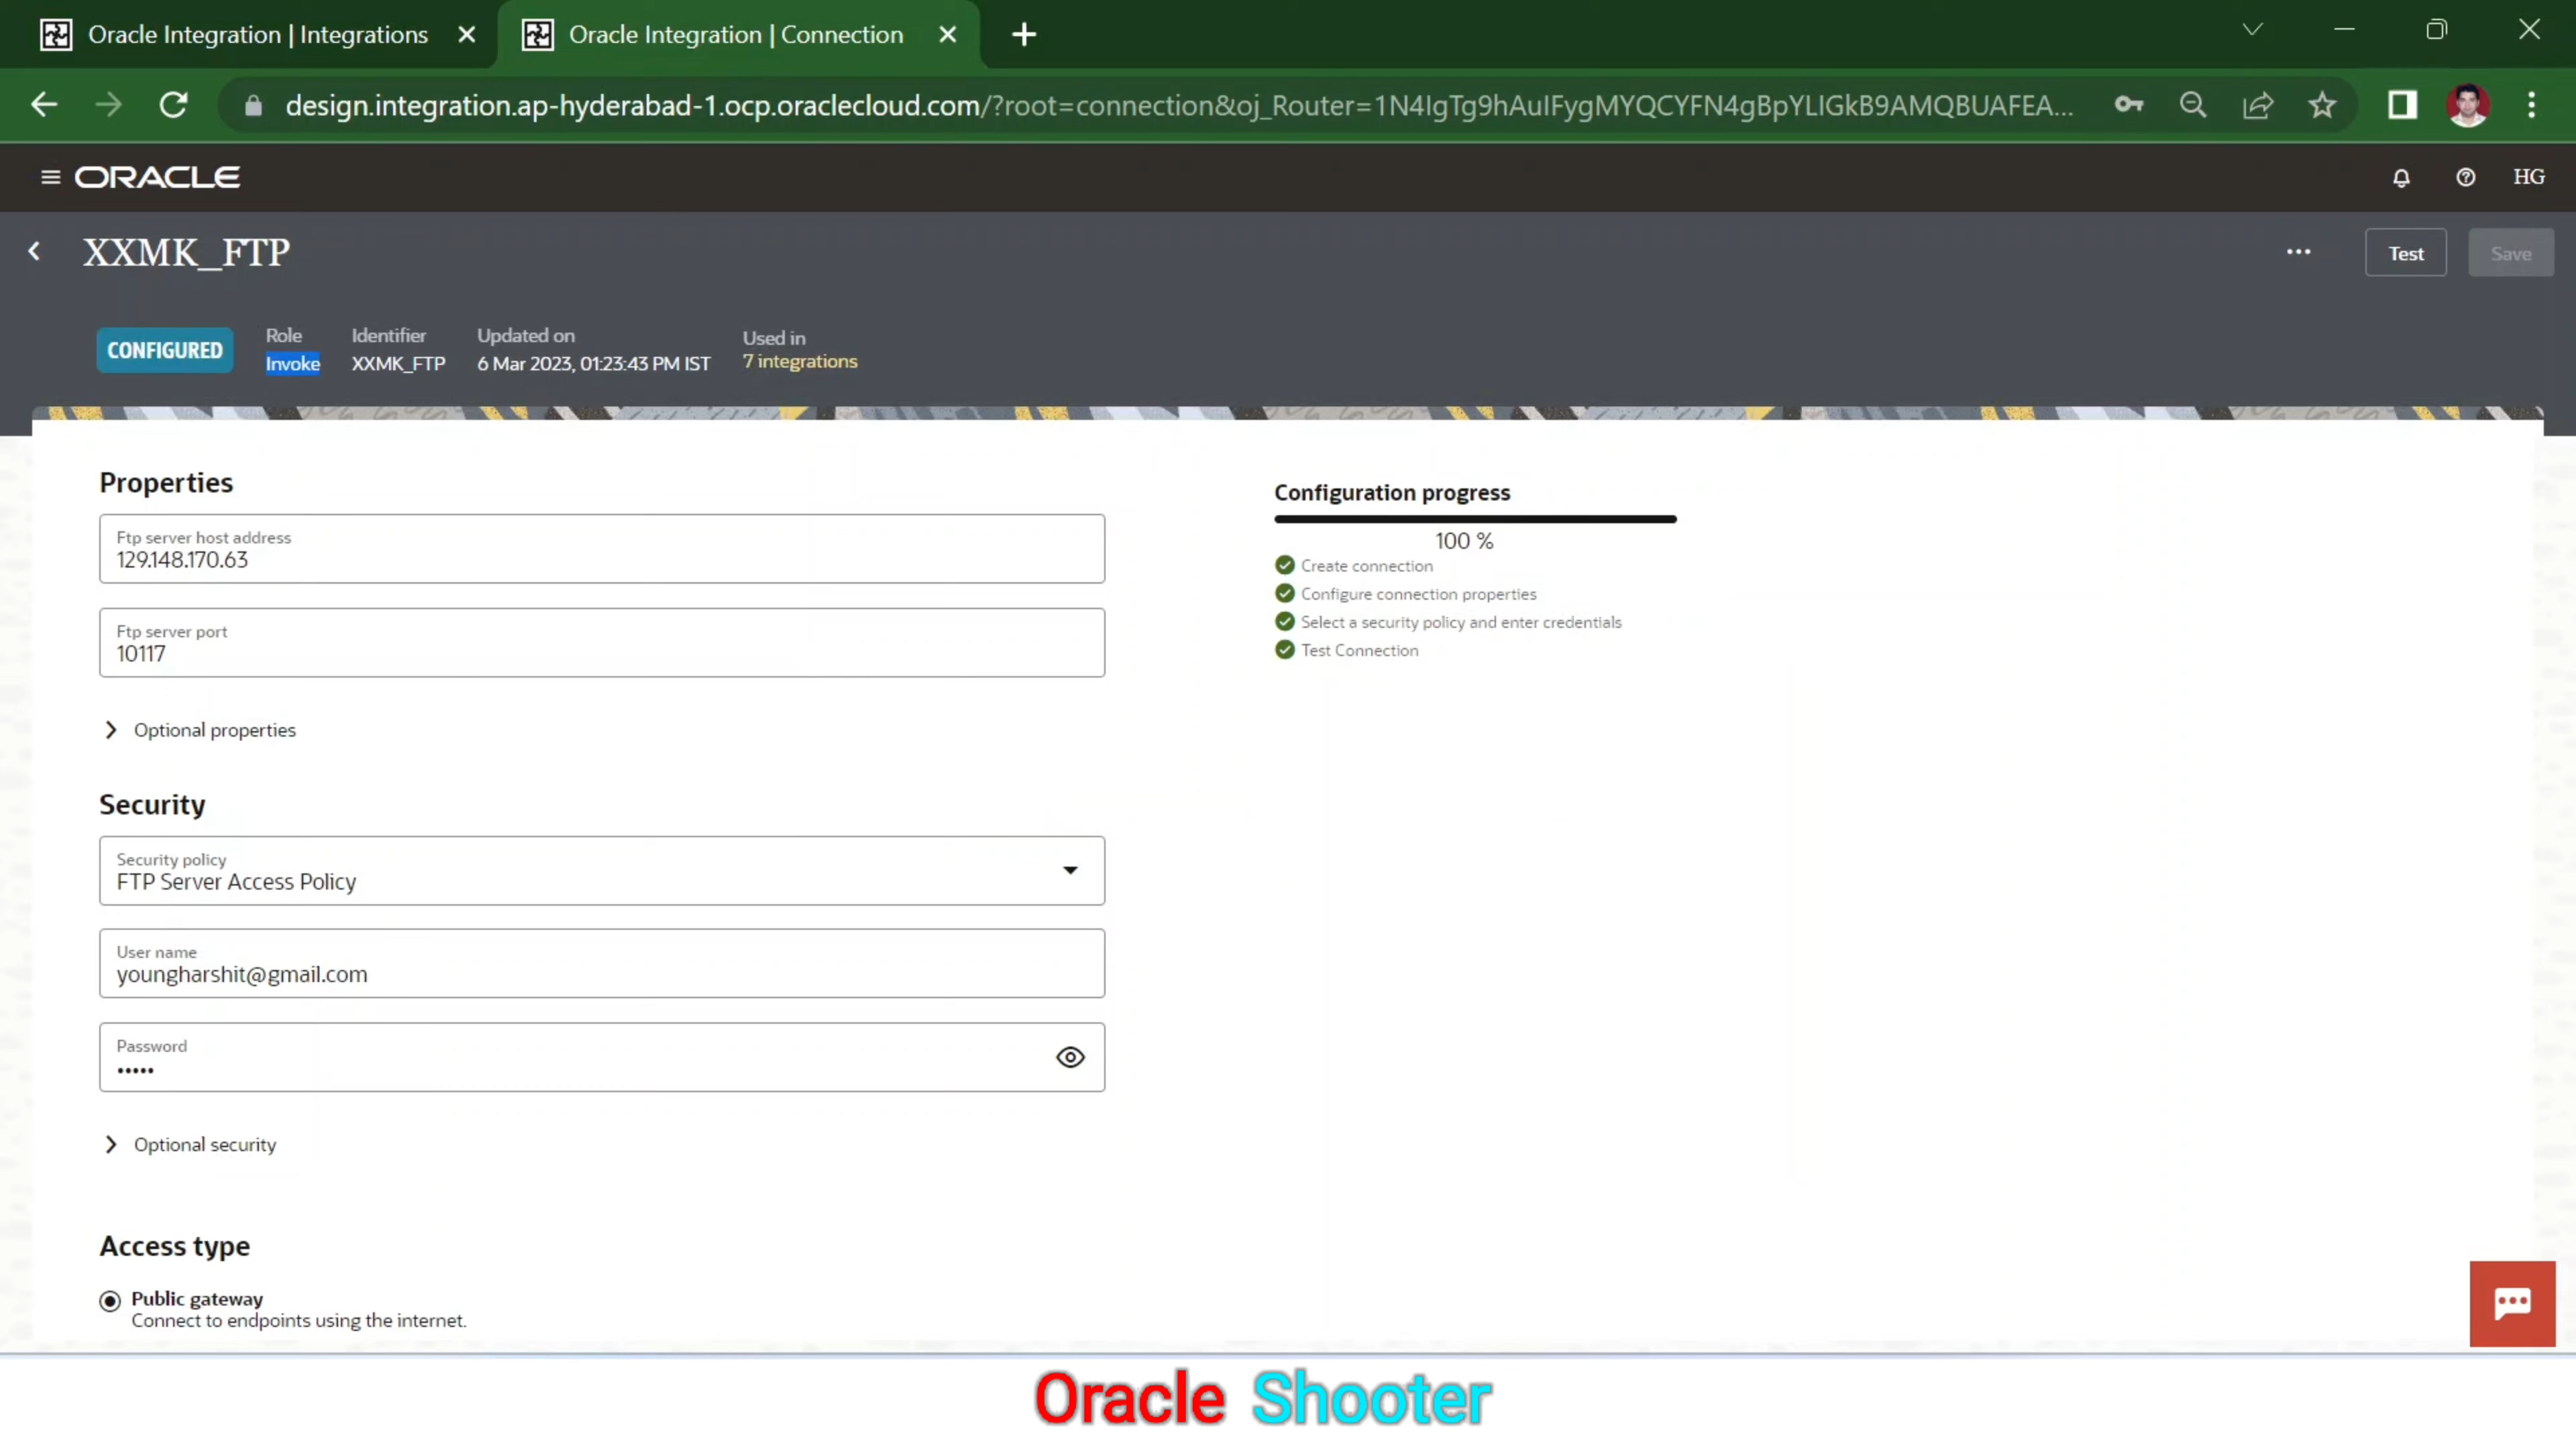 Oracle Integration | Integrations
Oracle Integration | Connection
design.integration.ap-hyderabad-1.ocp.oraclecloud.com/?root=connection&oj_Router=1N4IgTg9hAuIFygMYQCYFN4gBpYLIGkB9AMQBUAFEA...
ORACLE
HG
XXMK_FTP
Test
Save
CONFIGURED
Role
Invoke
Identifier
XXMK_FTP
Updated on
6 Mar 2023, 01:23:43 PM IST
Used in
7 integrations
Properties
Ftp server host address
129.148.170.63
Ftp server port
10117
Optional properties
Security
Security policy
FTP Server Access Policy
User name
youngharshit@gmail.com
Password
•••••
Optional security
Access type
Public gateway
Connect to endpoints using the internet.
Configuration progress
100 %
Create connection
Configure connection properties
Select a security policy and enter credentials
Test Connection
Oracle Shooter